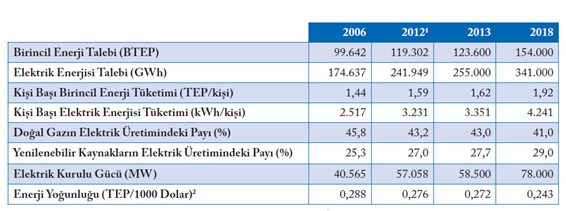 2006 2012¹ 2013 2018
Birincil Enerji Talebi (BTEP) 99.642 119.302 123.600 154.000
Elektrik Enerjisi Talebi (GWh) 174.637 241.949 255.000 341.000
Kişi Başı Birincil Enerji Tüketimi (TEP/kişi) 1,44 1,59 1,62 1,92
Kişi Başı Elektrik Enerjisi Tüketimi (kWh/kişi) 2.517 3.231 3.351 4.241
Doğal Gazın Elektrik Üretimindeki Payı (%) 45,8 43,2 43,0 41,0
Yenilenebilir Kaynakların Elektrik Üretimindeki Payı (%) 25,3 27,0 27,7 29,0
Elektrik Kurulu Gücü (MW) 40.565 57.058 58.500 78.000
Enerji Yoğunluğu (TEP/1000 Dolar)² 0,288 0,276 0,272 0,243